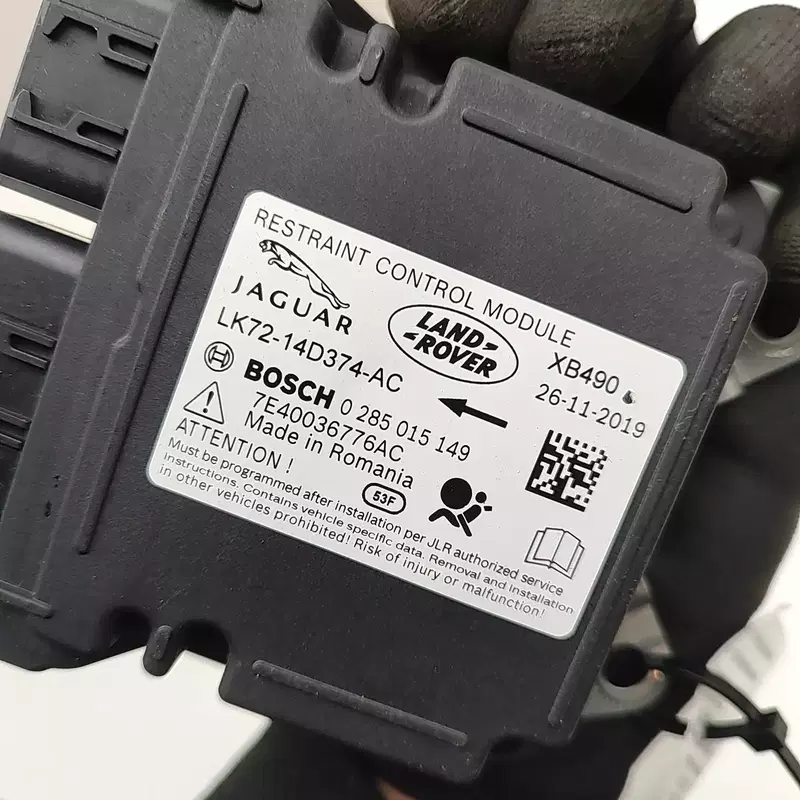 RESTRAINT CONTROL MODULE
JAGUAR
LAND ROVER
LK72-14D374-AC
XB490
BOSCH 0 285 015 149
26-11-2019
7E40036776AC
Made in Romania
53F
ATTENTION !
Must be programmed after installation per JLR authorized service
instructions. Contains vehicle specific data. Removal and installation
in other vehicles prohibited! Risk of injury or malfunction!